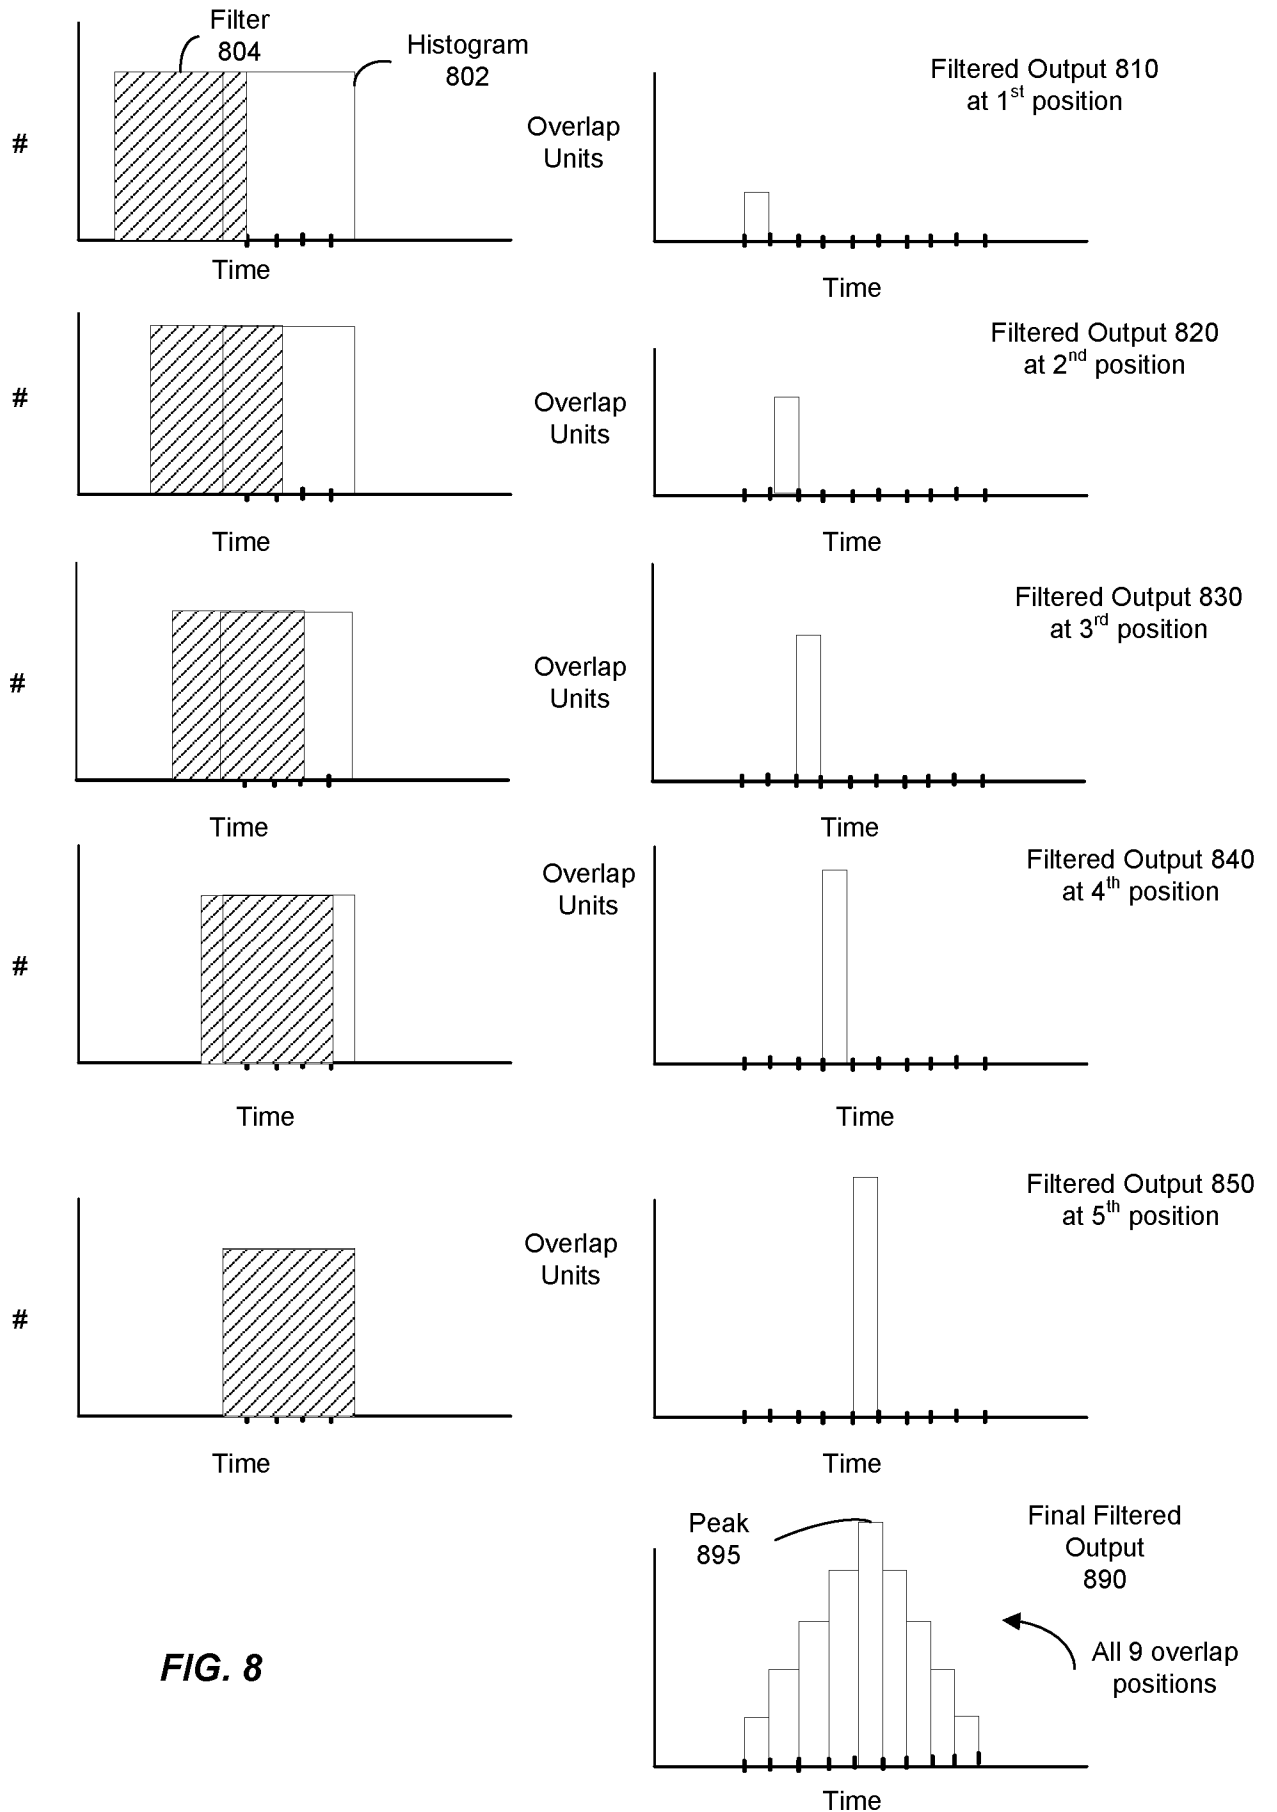 Filter
804
Histogram
802
#
Time
Overlap
Units
Filtered Output 810
at 1st position
Time
#
Time
Overlap
Units
Filtered Output 820
at 2nd position
Time
#
Time
Overlap
Units
Filtered Output 830
at 3rd position
Time
#
Time
Overlap
Units
Filtered Output 840
at 4th position
Time
#
Time
Overlap
Units
Filtered Output 850
at 5th position
Time
Peak
895
Final Filtered
Output
890
All 9 overlap
positions
Time
FIG. 8